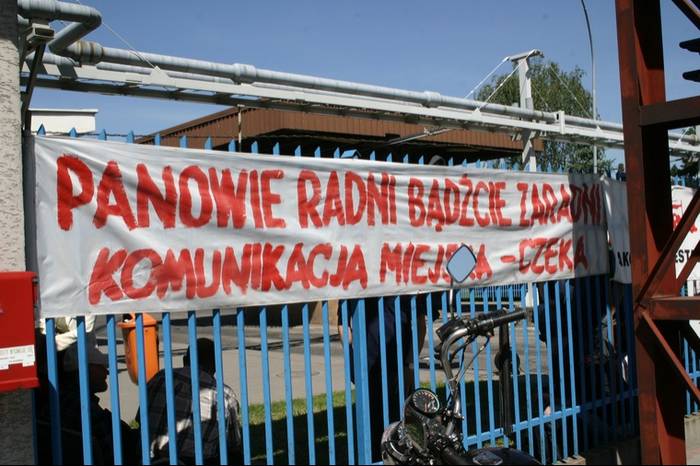 PANOWIE RADNI BĄDŹCIE ZARADNI
KOMUNIKACJA MIEJSKA - CZEKA